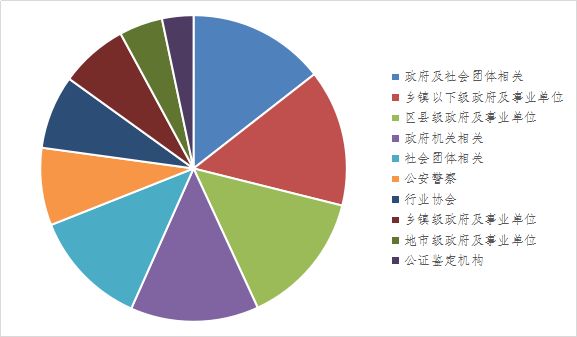 政府及社会团体相关
乡镇以下级政府及事业单位
区县级政府及事业单位
政府机关相关
社会团体相关
公安警察
行业协会
乡镇级政府及事业单位
地市级政府及事业单位
公证鉴定机构